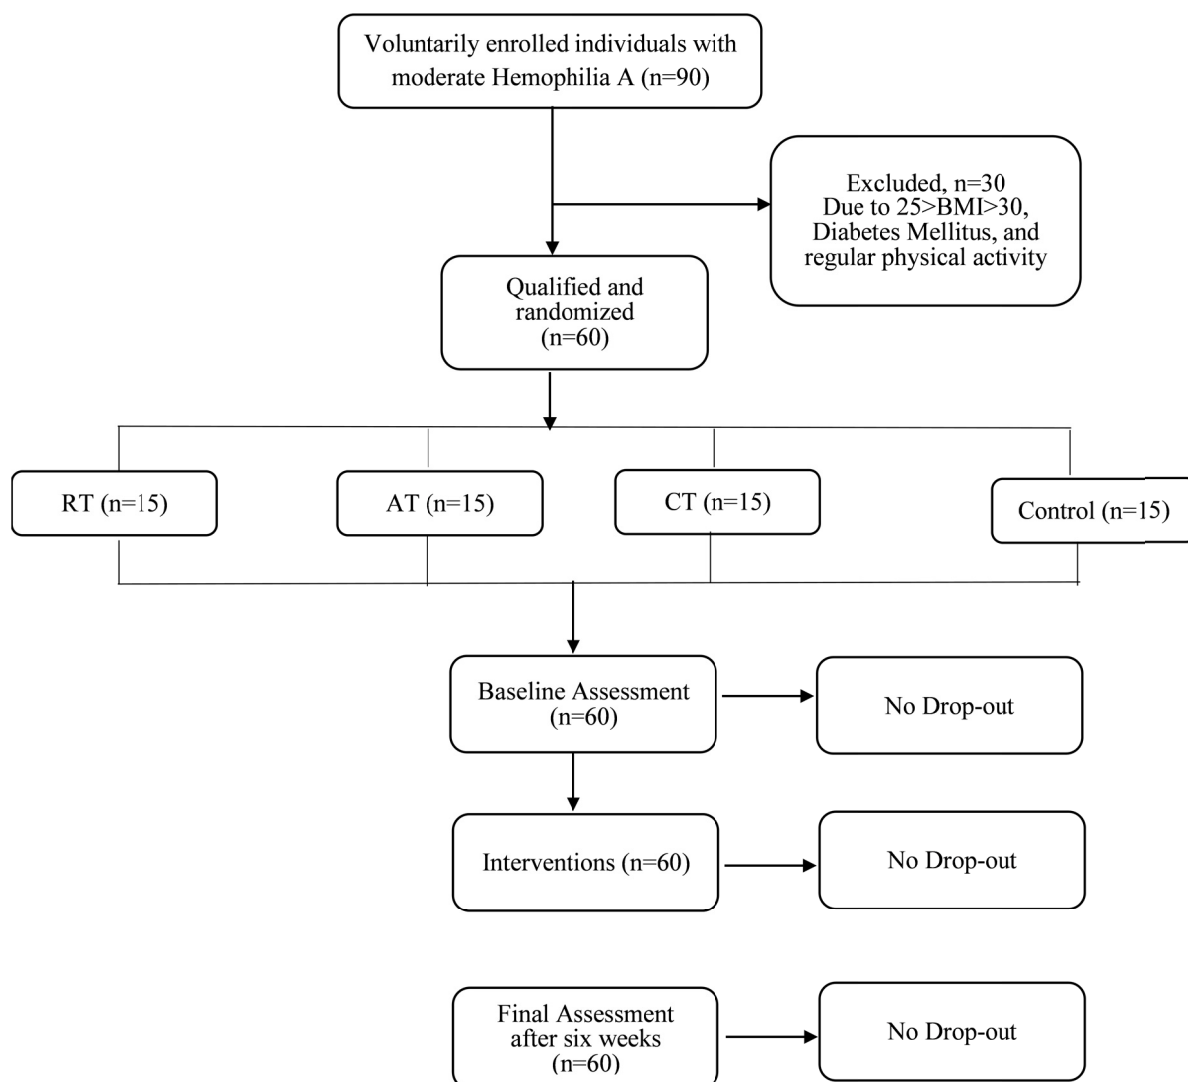 Voluntarily enrolled individuals with
moderate Hemophilia A (n=90)
Excluded, n=30
Due to 25>BMI>30,
Diabetes Mellitus, and
regular physical activity
Qualified and
randomized
(n=60)
RT (n=15)
AT (n=15)
CT (n=15)
Control (n=15)
Baseline Assessment
(n=60)
No Drop-out
Interventions (n=60)
No Drop-out
Final Assessment
after six weeks
(n=60)
No Drop-out